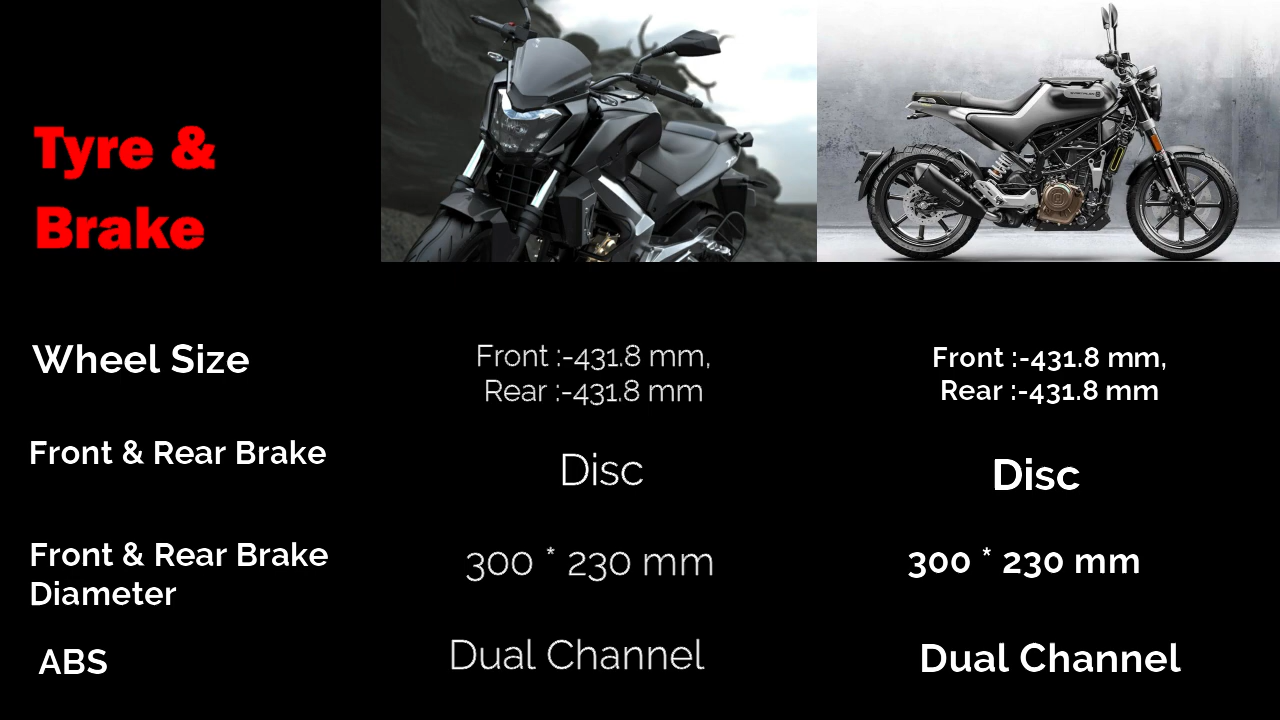 Tyre &
Brake
Wheel Size
Front :-431.8 mm,
Rear :-431.8 mm
Front :-431.8 mm,
Rear :-431.8 mm
Front & Rear Brake
Disc
Disc
Front & Rear Brake
Diameter
300 * 230 mm
300 * 230 mm
ABS
Dual Channel
Dual Channel